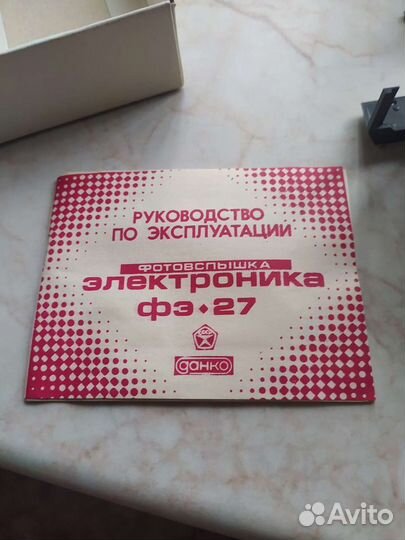 РУКОВОДСТВО
ПО ЭКСПЛУАТАЦИИ
ФОТОВСПЫШКА
электроника
фэ•27
данко
Avito